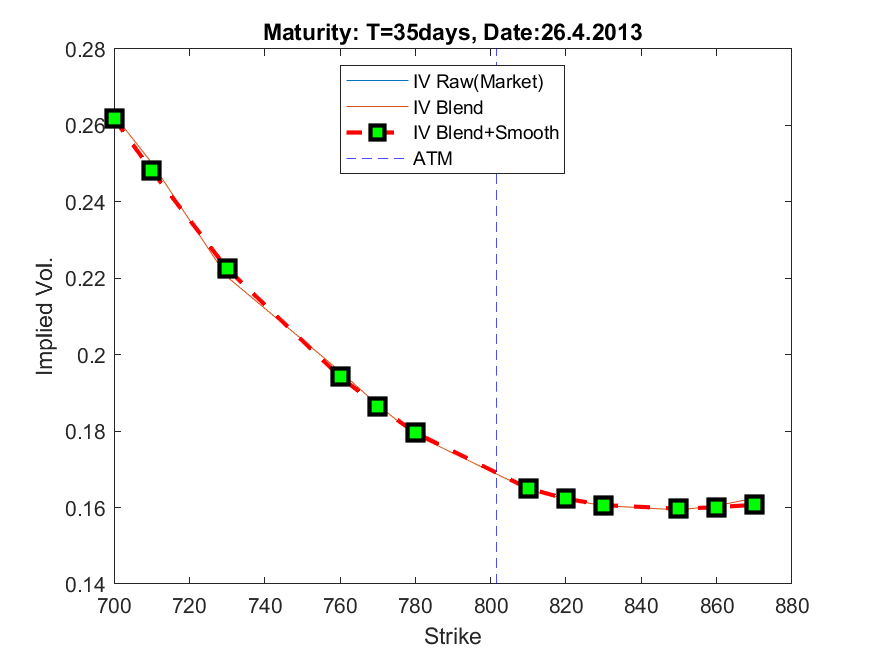 Maturity: T=35days, Date:26.4.2013
0.28
0.26
0.24
0.22
0.2
0.18
0.16
0.14
Implied Vol.
IV Raw(Market)
IV Blend
IV Blend+Smooth
ATM
700 720 740 760 780 800 820 840 860 880
Strike